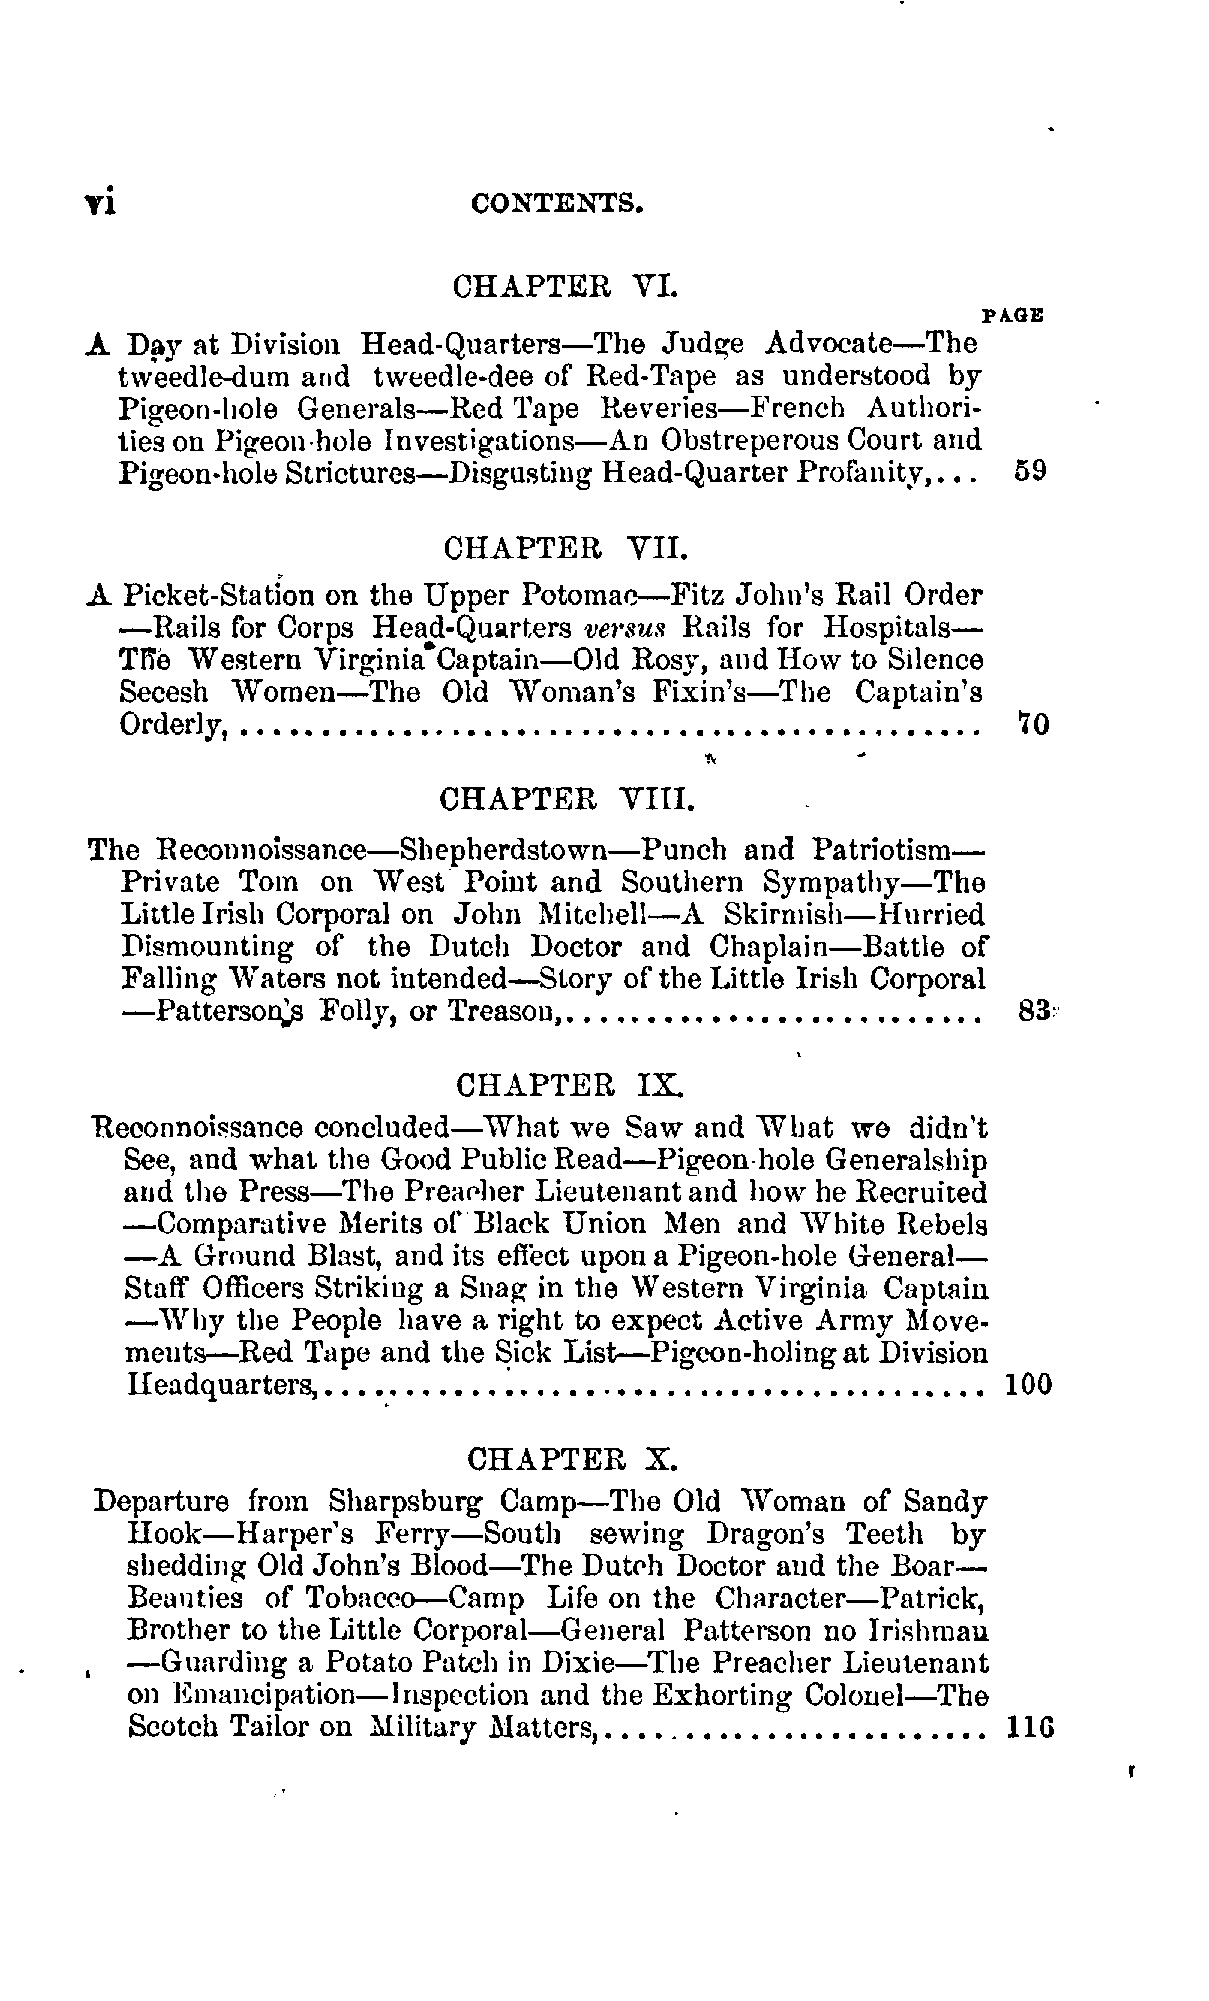 vi CONTENTS.
CHAPTER VI.
PAGE
A Day at Division Head-Quarters—The Judge Advocate—The
tweedle-dum and tweedle-dee of Red-Tape as understood by
Pigeon-hole Generals—Red Tape Reveries—French Authori-
ties on Pigeon-hole Investigations—An Obstreperous Court and
Pigeon-hole Strictures—Disgusting Head-Quarter Profanity,... 59
CHAPTER VII.
A Picket-Station on the Upper Potomac—Fitz John's Rail Order
—Rails for Corps Head-Quarters versus Rails for Hospitals—
The Western Virginia Captain—Old Rosy, and How to Silence
Secesh Women—The Old Woman's Fixin's—The Captain's
Orderly,.............................................. 70
CHAPTER VIII.
The Reconnoissance—Shepherdstown—Punch and Patriotism—
Private Tom on West Point and Southern Sympathy—The
Little Irish Corporal on John Mitchell—A Skirmish—Hurried
Dismounting of the Dutch Doctor and Chaplain—Battle of
Falling Waters not intended—Story of the Little Irish Corporal
—Patterson's Folly, or Treason,.......................... 83
CHAPTER IX.
Reconnoissance concluded—What we Saw and What we didn't
See, and what the Good Public Read—Pigeon-hole Generalship
and the Press—The Preacher Lieutenant and how he Recruited
—Comparative Merits of Black Union Men and White Rebels
—A Ground Blast, and its effect upon a Pigeon-hole General—
Staff Officers Striking a Snag in the Western Virginia Captain
—Why the People have a right to expect Active Army Move-
ments—Red Tape and the Sick List—Pigeon-holing at Division
Headquarters,......................................... 100
CHAPTER X.
Departure from Sharpsburg Camp—The Old Woman of Sandy
Hook—Harper's Ferry—South sewing Dragon's Teeth by
shedding Old John's Blood—The Dutch Doctor and the Boar—
Beauties of Tobacco—Camp Life on the Character—Patrick,
Brother to the Little Corporal—General Patterson no Irishman
—Guarding a Potato Patch in Dixie—The Preacher Lieutenant
on Emancipation—Inspection and the Exhorting Colonel—The
Scotch Tailor on Military Matters,........................ 116